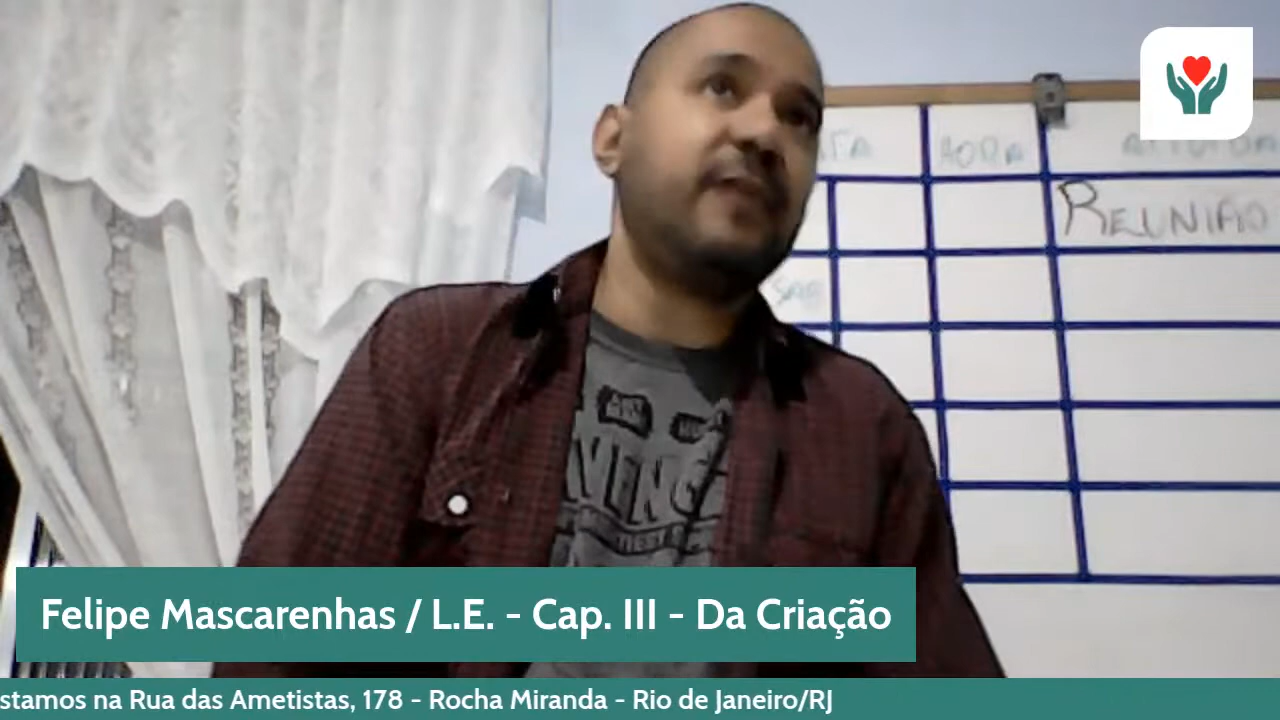 HORA
REUNIÃO
Felipe Mascarenhas / L.E. - Cap. III - Da Criação
stamos na Rua das Ametistas, 178 - Rocha Miranda - Rio de Janeiro/RJ